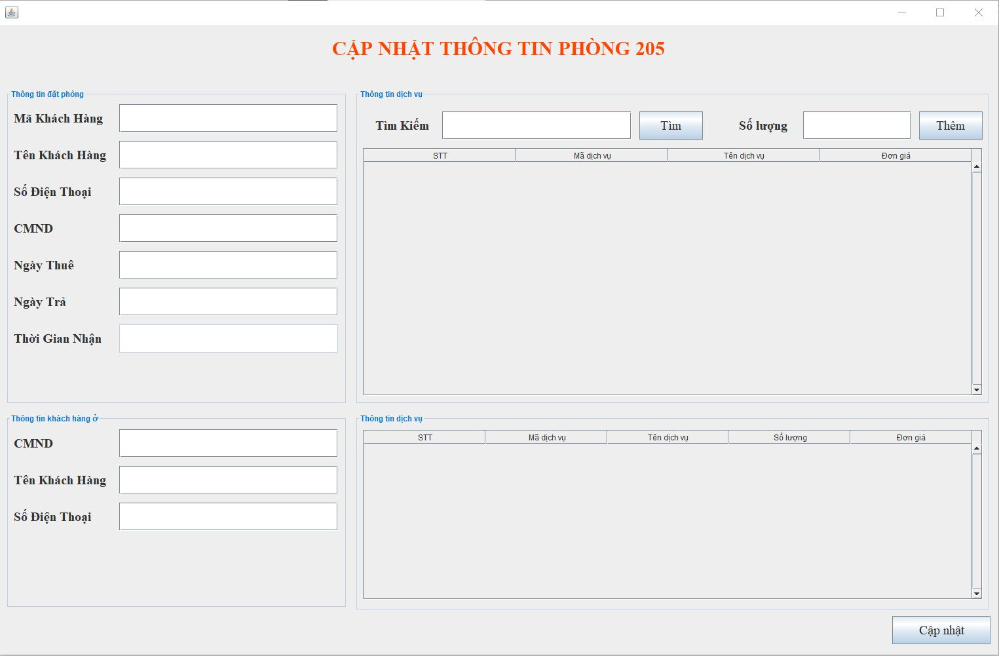 CẬP NHẬT THÔNG TIN PHÒNG 205
Thông tin đặt phòng
Mã Khách Hàng
Tên Khách Hàng
Số Điện Thoại
CMND
Ngày Thuê
Ngày Trả
Thời Gian Nhận
Thông tin dịch vụ
Tìm Kiếm Tìm Số lượng Thêm
STT Mã dịch vụ Tên dịch vụ Đơn giá
Thông tin khách hàng ở
CMND
Tên Khách Hàng
Số Điện Thoại
Thông tin dịch vụ
STT Mã dịch vụ Tên dịch vụ Số lượng Đơn giá
Cập nhật